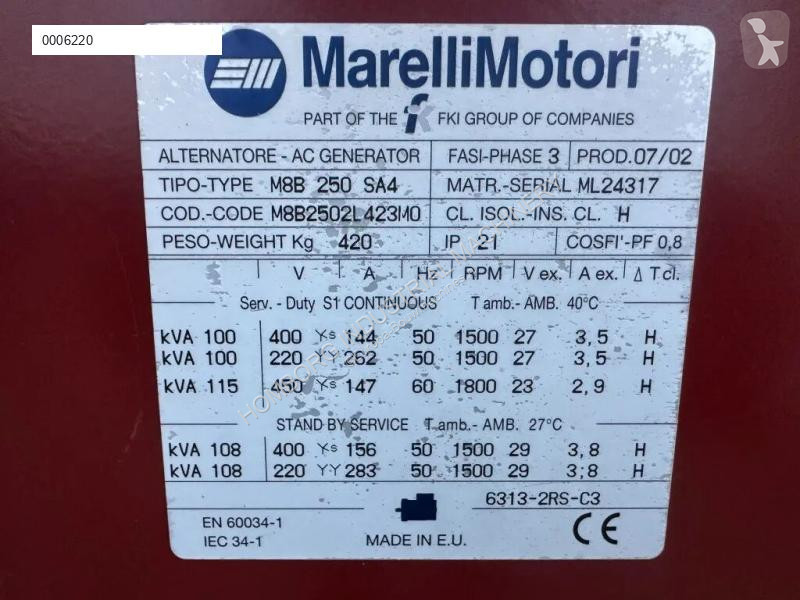 0006220
MarelliMotori
PART OF THE fk FKI GROUP OF COMPANIES
ALTERNATORE - AC GENERATOR FASI-PHASE 3 PROD. 07/02
TIPO-TYPE M8B 250 SA4 MATR.-SERIAL ML24317
COD.-CODE M8B2502L423M0 CL. ISOL.-INS. CL. H
PESO-WEIGHT Kg 420 IP 21 COSFI'-PF 0,8
V A Hz RPM V ex. A ex. Δ T cl.
Serv. - Duty S1 CONTINUOUS T amb.- AMB. 40°C
kVA 100 400 Ys 144 50 1500 27 3,5 H
kVA 100 220 YY 262 50 1500 27 3,5 H
kVA 115 450 Ys 147 60 1800 23 2,9 H
STAND BY SERVICE T amb.- AMB. 27°C
kVA 108 400 Ys 156 50 1500 29 3,8 H
kVA 108 220 YY 283 50 1500 29 3,8 H
6313-2RS-C3
EN 60034-1
IEC 34-1
MADE IN E.U.
CE